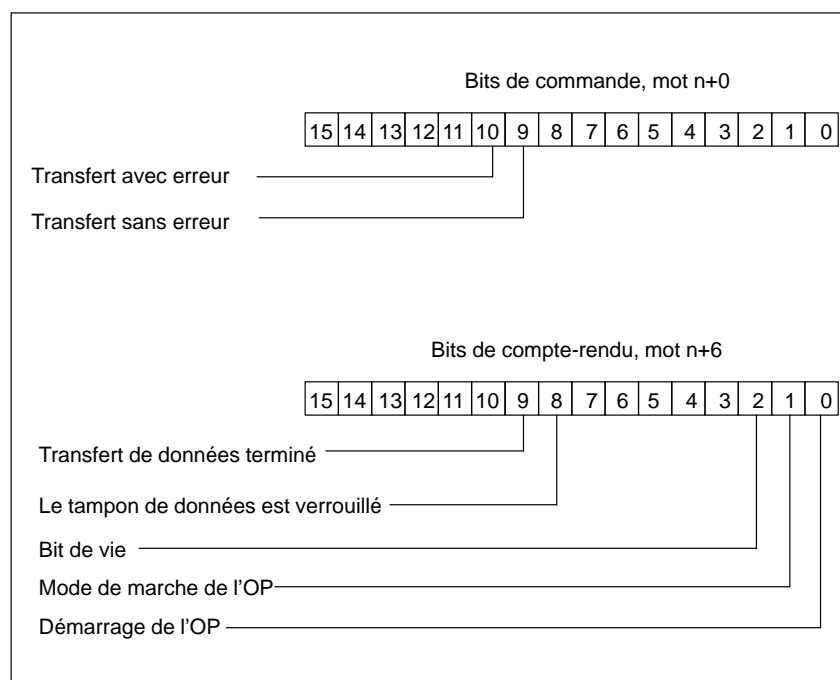 Bits de commande, mot n+0
15 14 13 12 11 10 9 8 7 6 5 4 3 2 1 0
Transfert avec erreur
Transfert sans erreur
Bits de compte-rendu, mot n+6
15 14 13 12 11 10 9 8 7 6 5 4 3 2 1 0
Transfert de données terminé
Le tampon de données est verrouillé
Bit de vie
Mode de marche de l’OP
Démarrage de l’OP